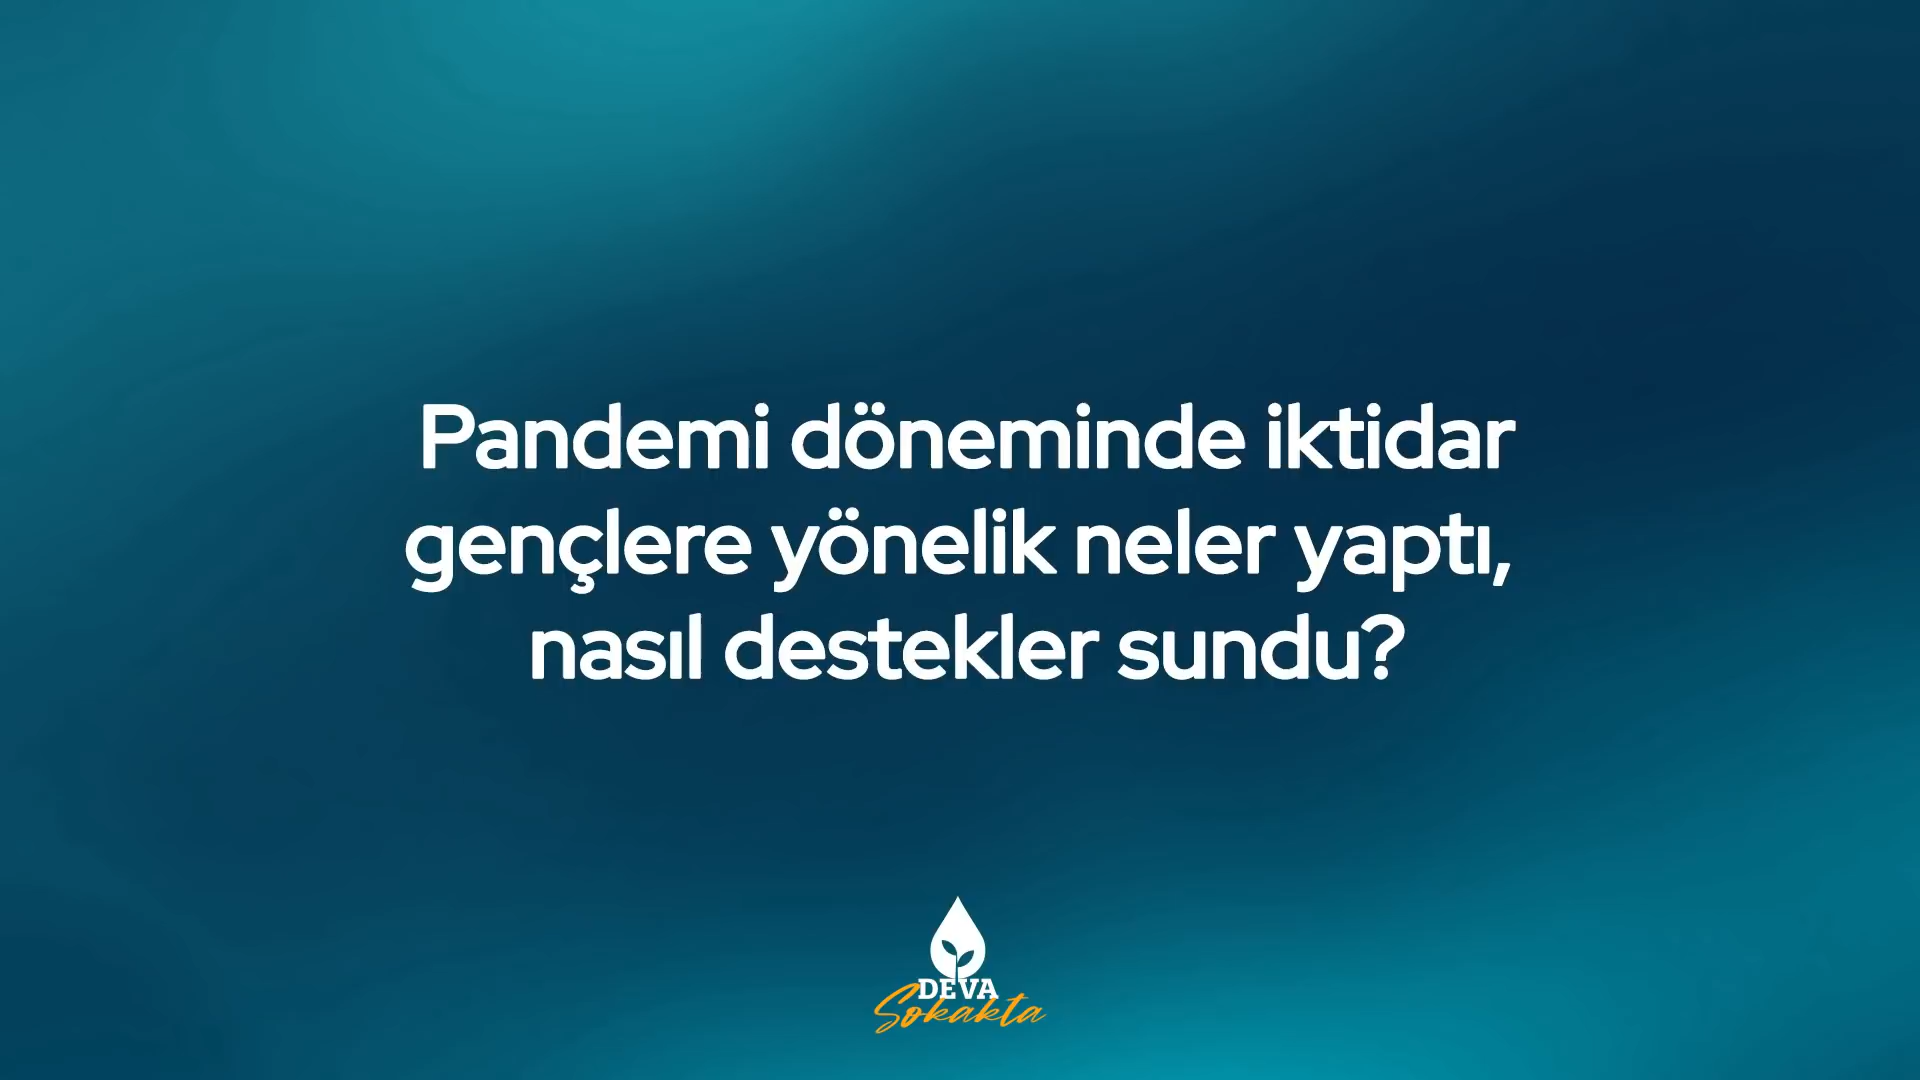 Pandemi döneminde iktidar
gençlere yönelik neler yaptı,
nasıl destekler sundu?
DEVA
Sokakta